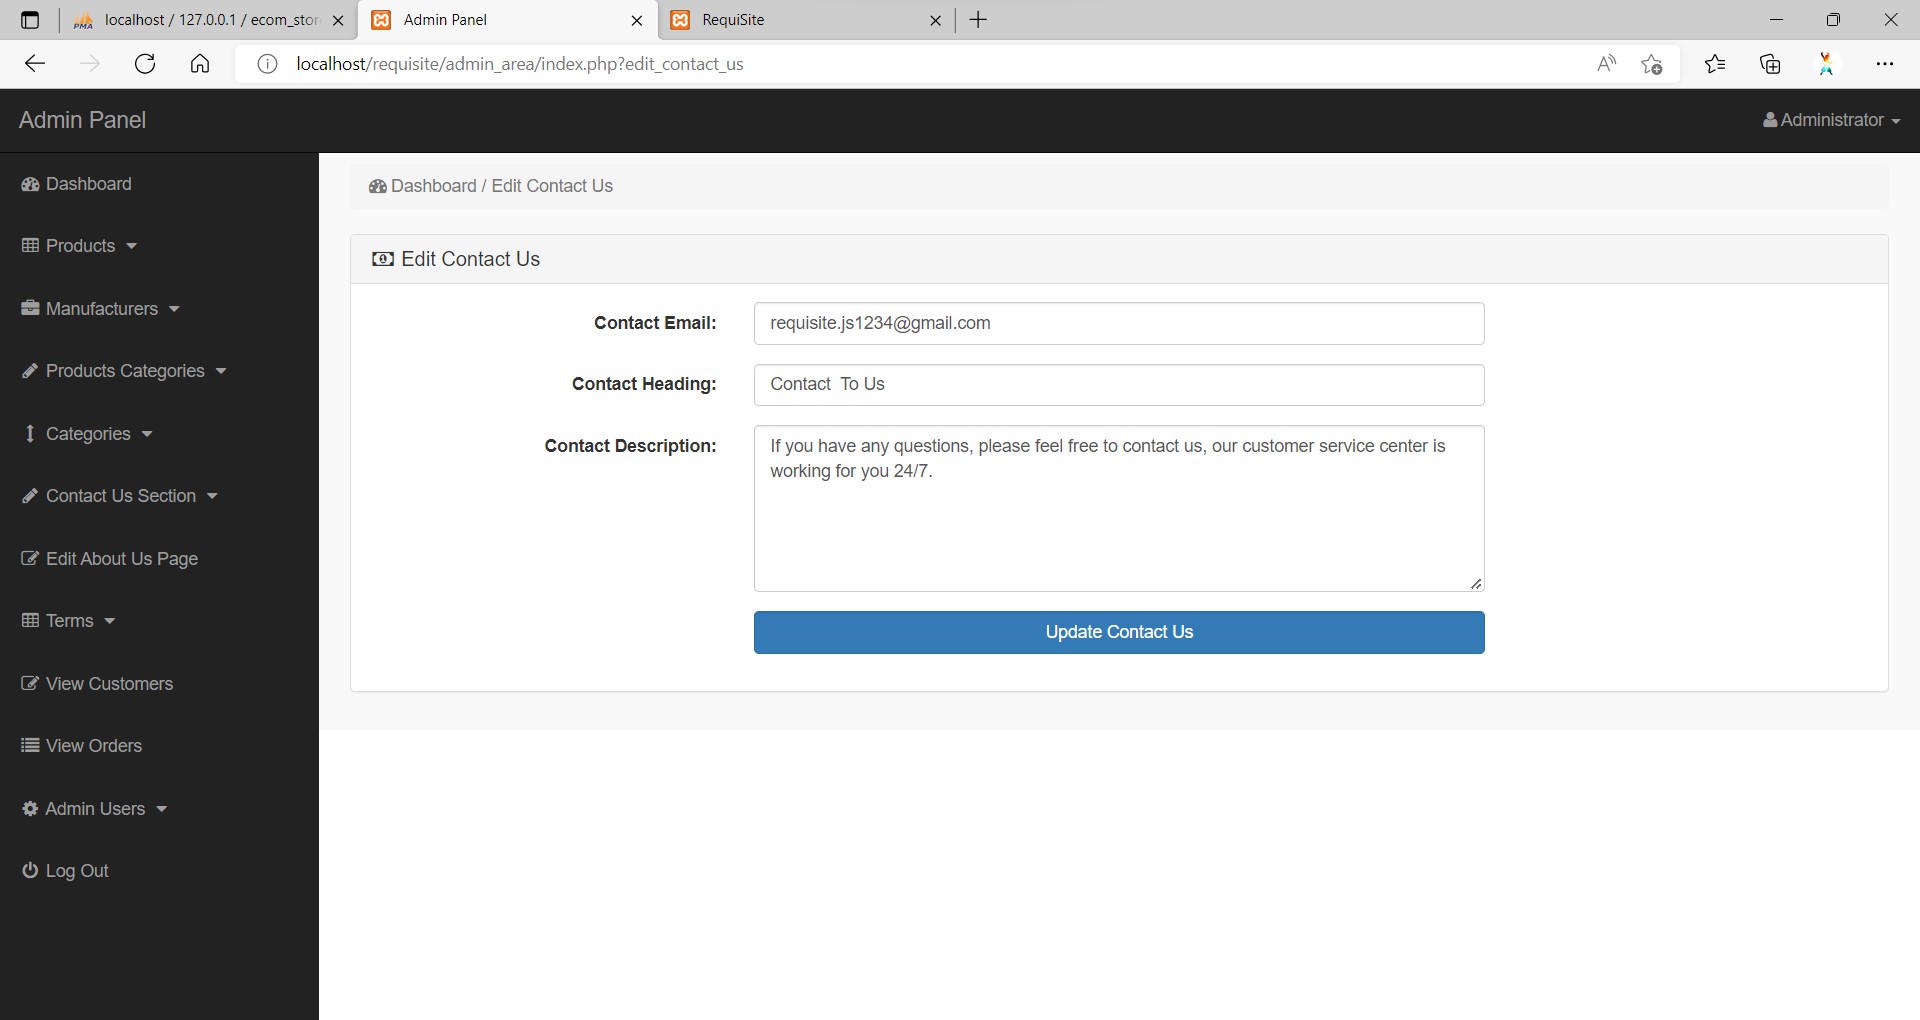 PMA localhost / 127.0.0.1 / ecom_stor
Admin Panel
RequiSite
localhost/requisite/admin_area/index.php?edit_contact_us
Admin Panel
Administrator
Dashboard
Products
Manufacturers
Products Categories
Categories
Contact Us Section
Edit About Us Page
Terms
View Customers
View Orders
Admin Users
Log Out
Dashboard / Edit Contact Us
Edit Contact Us
Contact Email: requisite.js1234@gmail.com
Contact Heading: Contact  To Us
Contact Description: If you have any questions, please feel free to contact us, our customer service center is
working for you 24/7.
Update Contact Us